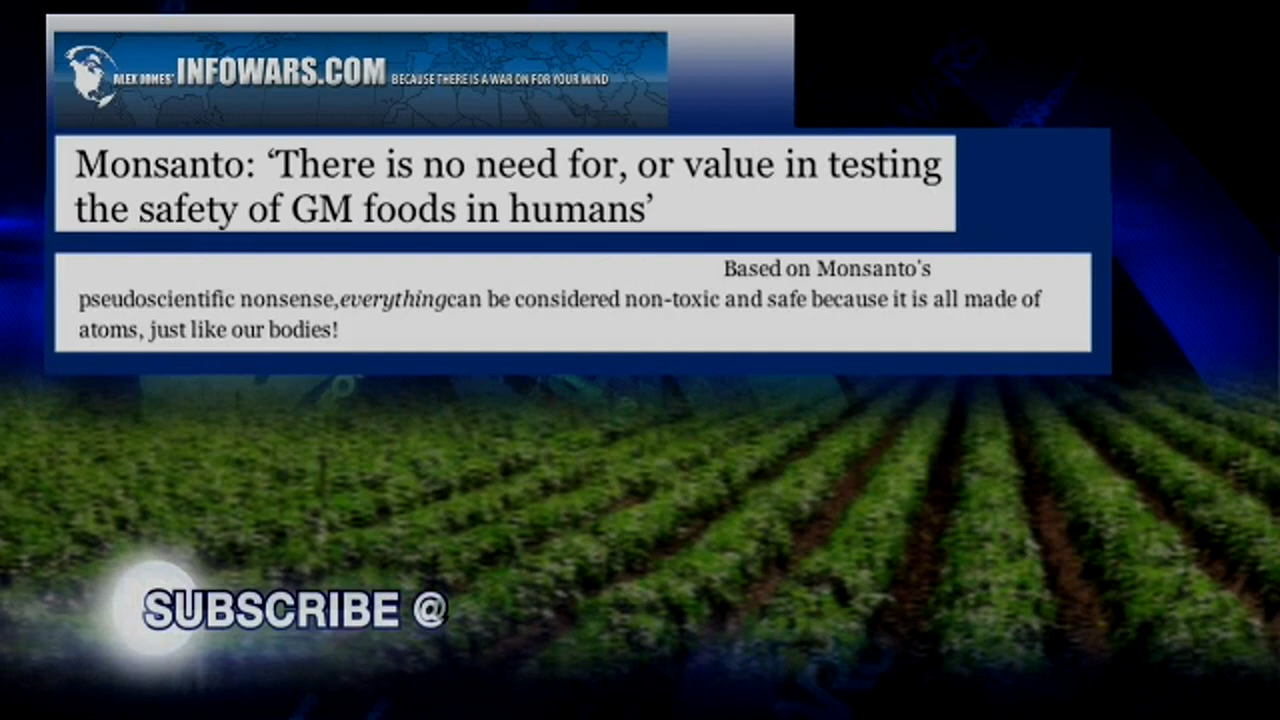 ALEX JONES' INFOWARS.COM BECAUSE THERE IS A WAR ON FOR YOUR MIND
Monsanto: ‘There is no need for, or value in testing
the safety of GM foods in humans’
Based on Monsanto’s
pseudoscientific nonsense,everythingcan be considered non-toxic and safe because it is all made of
atoms, just like our bodies!
SUBSCRIBE @